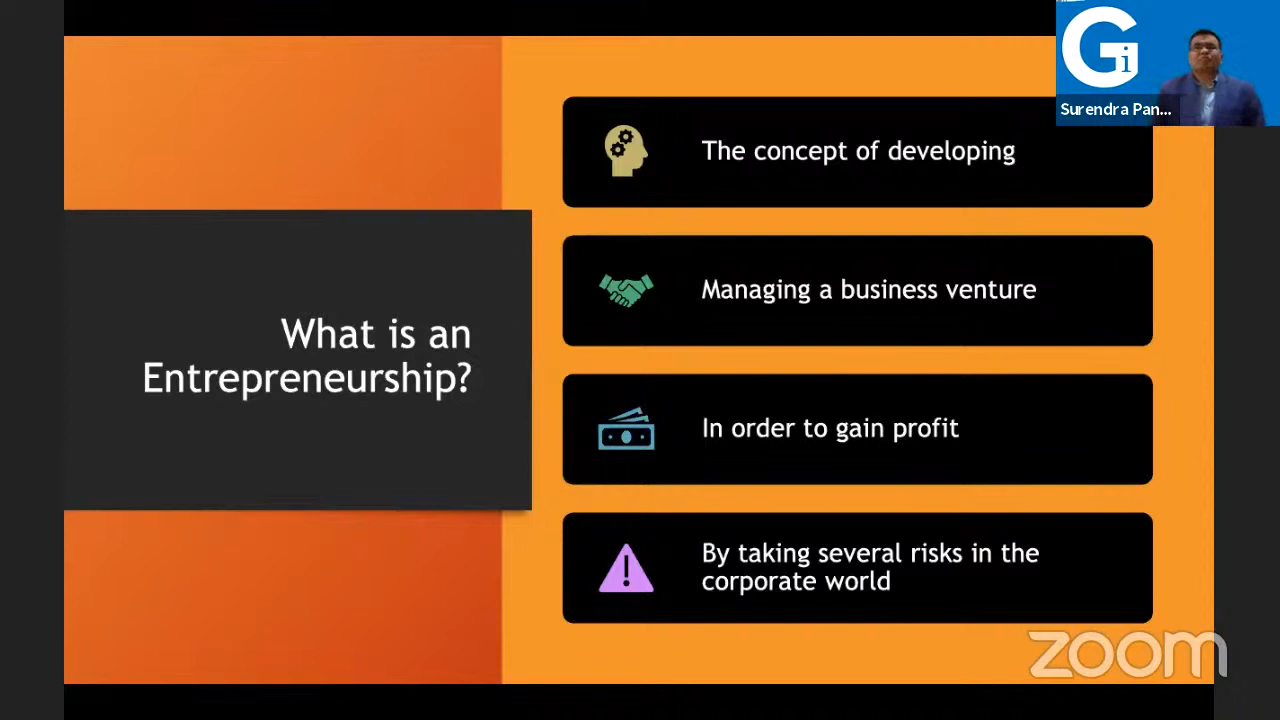 What is an
Entrepreneurship?
The concept of developing
Managing a business venture
In order to gain profit
By taking several risks in the
corporate world
Gi
Surendra Pan...
zoom